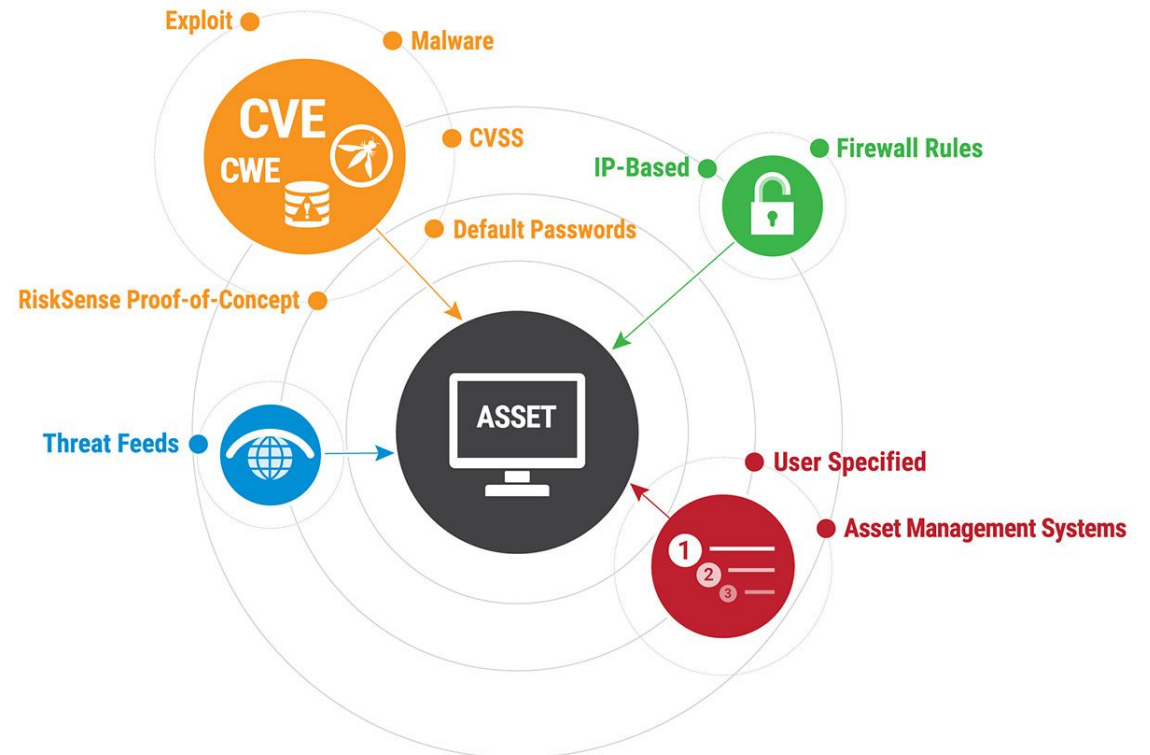 Exploit
Malware
CVE
CWE
CVSS
Default Passwords
RiskSense Proof-of-Concept
IP-Based
Firewall Rules
Threat Feeds
ASSET
User Specified
Asset Management Systems
1
2
3